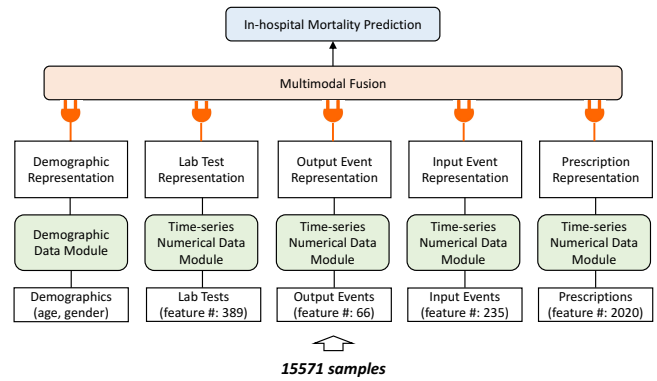 In-hospital Mortality Prediction
Multimodal Fusion
Demographic
Representation
Lab Test
Representation
Output Event
Representation
Input Event
Representation
Prescription
Representation
Demographic
Data Module
Time-series
Numerical Data
Module
Time-series
Numerical Data
Module
Time-series
Numerical Data
Module
Time-series
Numerical Data
Module
Demographics
(age, gender)
Lab Tests
(feature #: 389)
Output Events
(feature #: 66)
Input Events
(feature #: 235)
Prescriptions
(feature #: 2020)
15571 samples